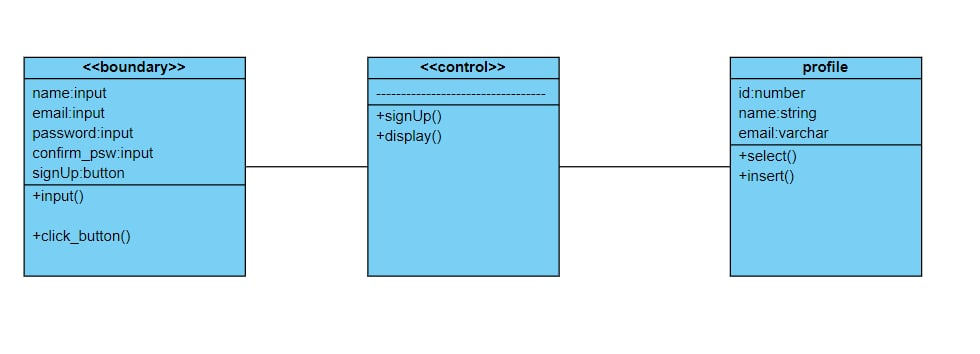 <<boundary>>
name:input
email:input
password:input
confirm_psw:input
signUp:button
+input()
+click_button()
<<control>>
----------------------------------
+signUp()
+display()
profile
id:number
name:string
email:varchar
+select()
+insert()